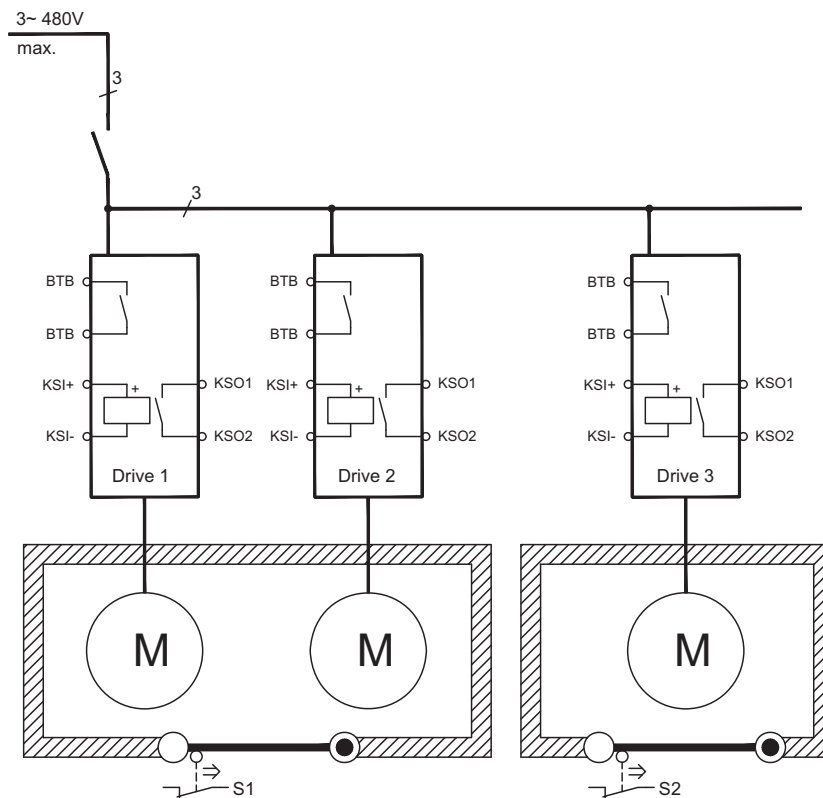 3~ 480V
max.
3
3
BTB
BTB
KSI+
KSI-
+
KSO1
KSO2
Drive 1
BTB
BTB
KSI+
KSI-
+
KSO1
KSO2
Drive 2
BTB
BTB
KSI+
KSI-
+
KSO1
KSO2
Drive 3
M
M
M
S1
S2